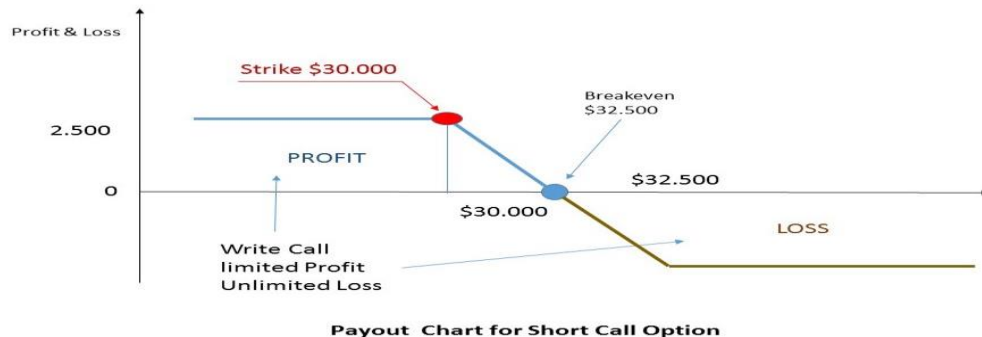 Profit & Loss
Strike $30.000
Breakeven
$32.500
2.500
PROFIT
0
$32.500
$30.000
LOSS
Write Call
limited Profit
Unlimited Loss
Payout Chart for Short Call Option